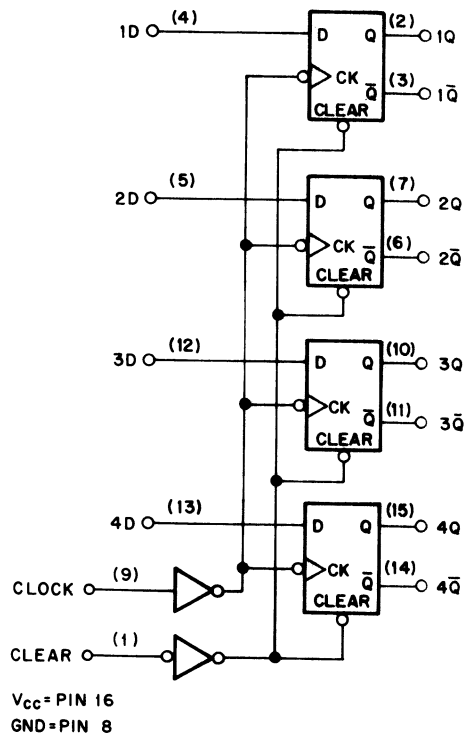 1D (4) D Q (2) 1Q
CK Q̅ (3) 1Q̅
CLEAR
2D (5) D Q (7) 2Q
CK Q̅ (6) 2Q̅
CLEAR
3D (12) D Q (10) 3Q
CK Q̅ (11) 3Q̅
CLEAR
4D (13) D Q (15) 4Q
CK Q̅ (14) 4Q̅
CLEAR
CLOCK (9)
CLEAR (1)
VCC=PIN 16
GND=PIN 8